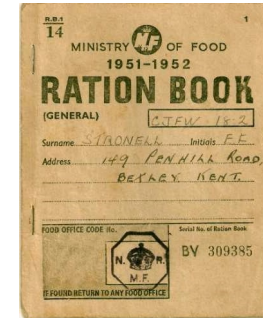 R.B.1 1
14
MINISTRY MF OF FOOD
1951-1952
RATION BOOK
(GENERAL) CJFW 18-2
Surname STRONELL Initials F.F
Address 149 PENHILL ROAD,
BEXLEY KENT.
FOOD OFFICE CODE No. Serial No. of Ration Book
N. R.
M.F.
BV 309385
IF FOUND RETURN TO ANY FOOD OFFICE